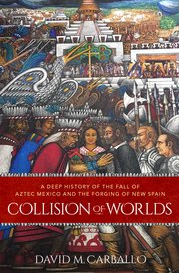 A DEEP HISTORY OF THE FALL OF
AZTEC MEXICO AND THE FORGING OF NEW SPAIN
COLLISION OF WORLDS
DAVID M. CARBALLO